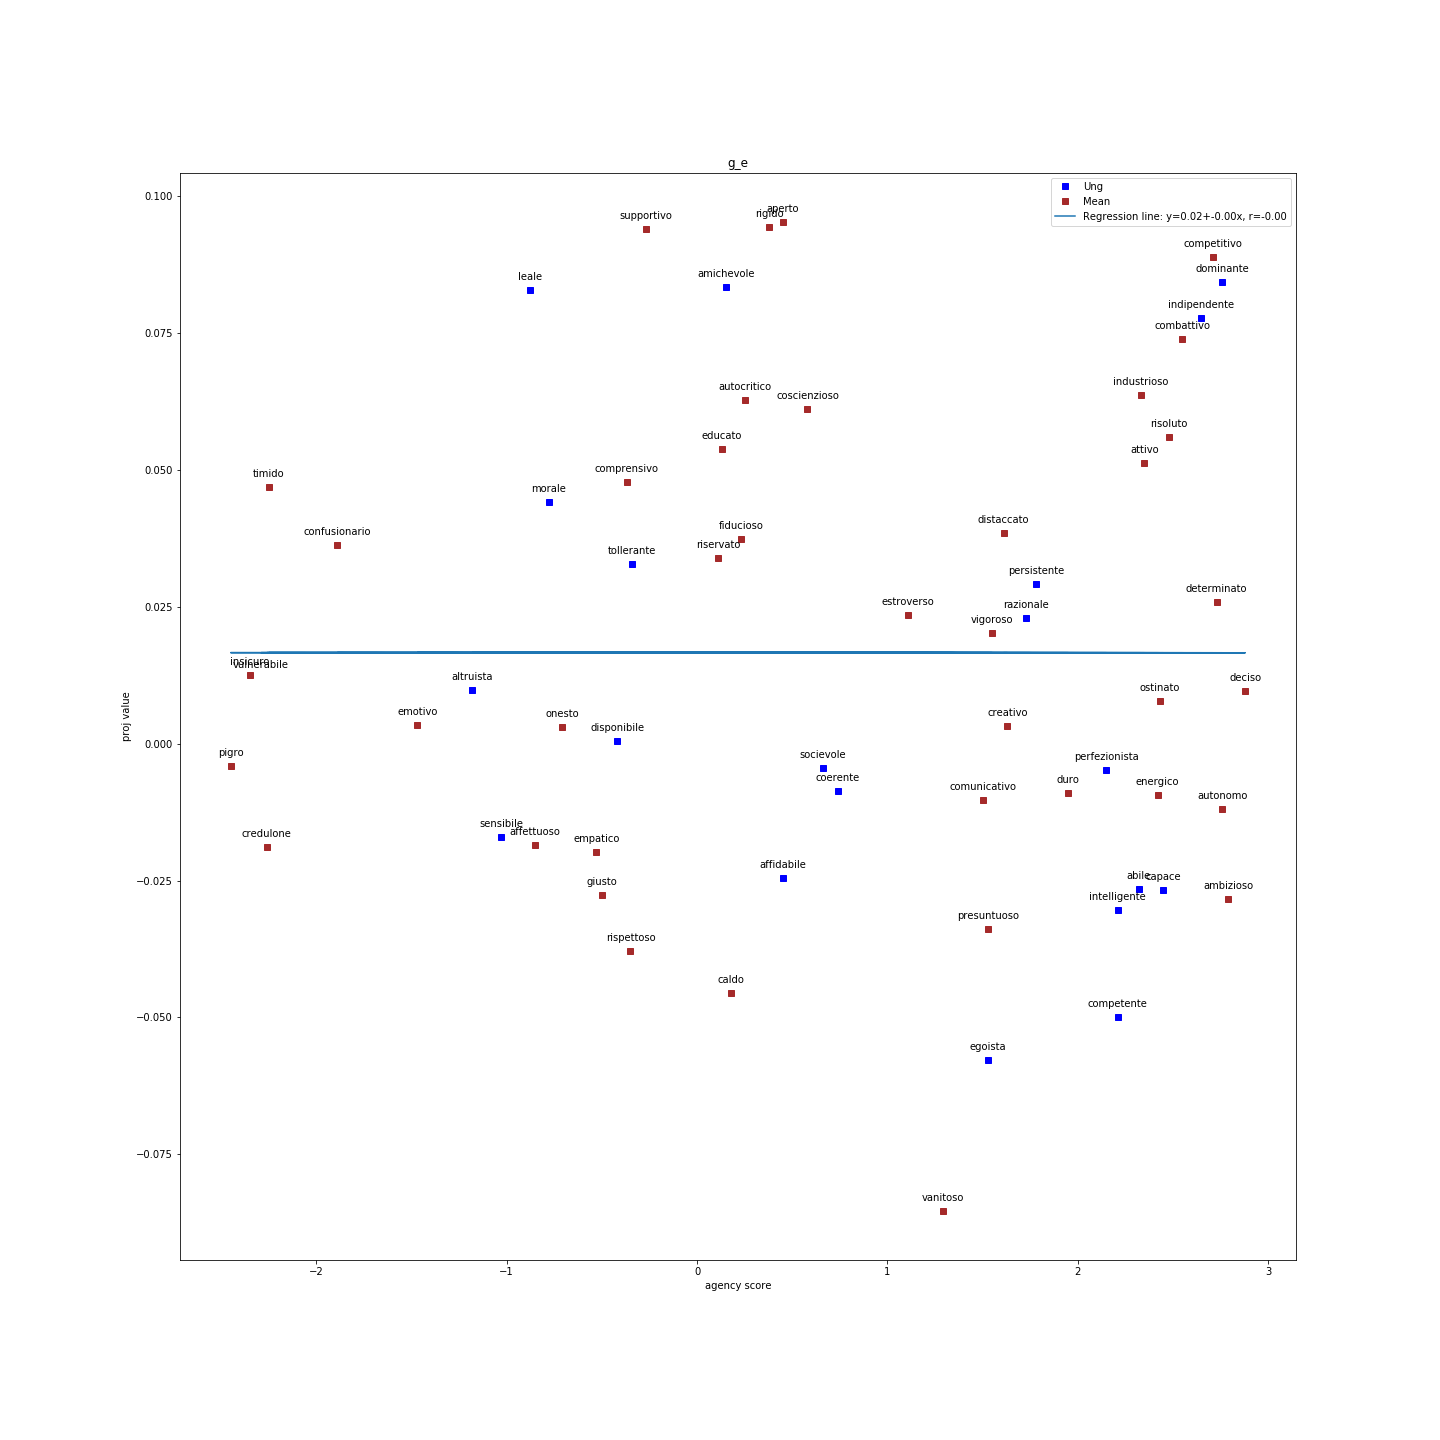 g_e
Ung
Mean
Regression line: y=0.02+-0.00x, r=-0.00
0.100
0.075
0.050
0.025
0.000
−0.025
−0.050
−0.075
proj value
aperto
rigido
supportivo
competitivo
dominante
leale
amichevole
indipendente
combattivo
industrioso
autocritico
coscienzioso
risoluto
educato
attivo
comprensivo
timido
morale
distaccato
fiducioso
confusionario
riservato
tollerante
persistente
determinato
estroverso
razionale
vigoroso
insicuro
vulnerabile
altruista
deciso
ostinato
emotivo
onesto
creativo
disponibile
pigro
socievole
perfezionista
coerente
duro
energico
comunicativo
autonomo
sensibile
affettuoso
credulone
empatico
affidabile
abile
capace
giusto
ambizioso
intelligente
presuntuoso
rispettoso
caldo
competente
egoista
vanitoso
−2
−1
0
1
2
3
agency score